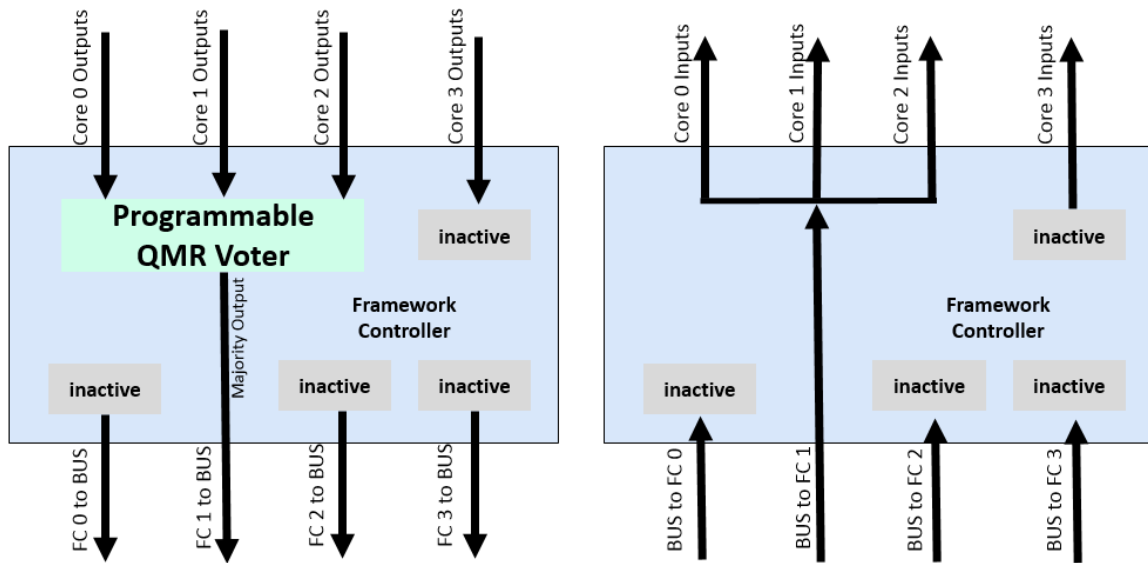 Core 0 Outputs
Core 1 Outputs
Core 2 Outputs
Core 3 Outputs
Programmable
QMR Voter
inactive
Majority Output
Framework
Controller
inactive
inactive
inactive
FC 0 to BUS
FC 1 to BUS
FC 2 to BUS
FC 3 to BUS
Core 0 Inputs
Core 1 Inputs
Core 2 Inputs
Core 3 Inputs
inactive
Framework
Controller
inactive
inactive
inactive
BUS to FC 0
BUS to FC 1
BUS to FC 2
BUS to FC 3